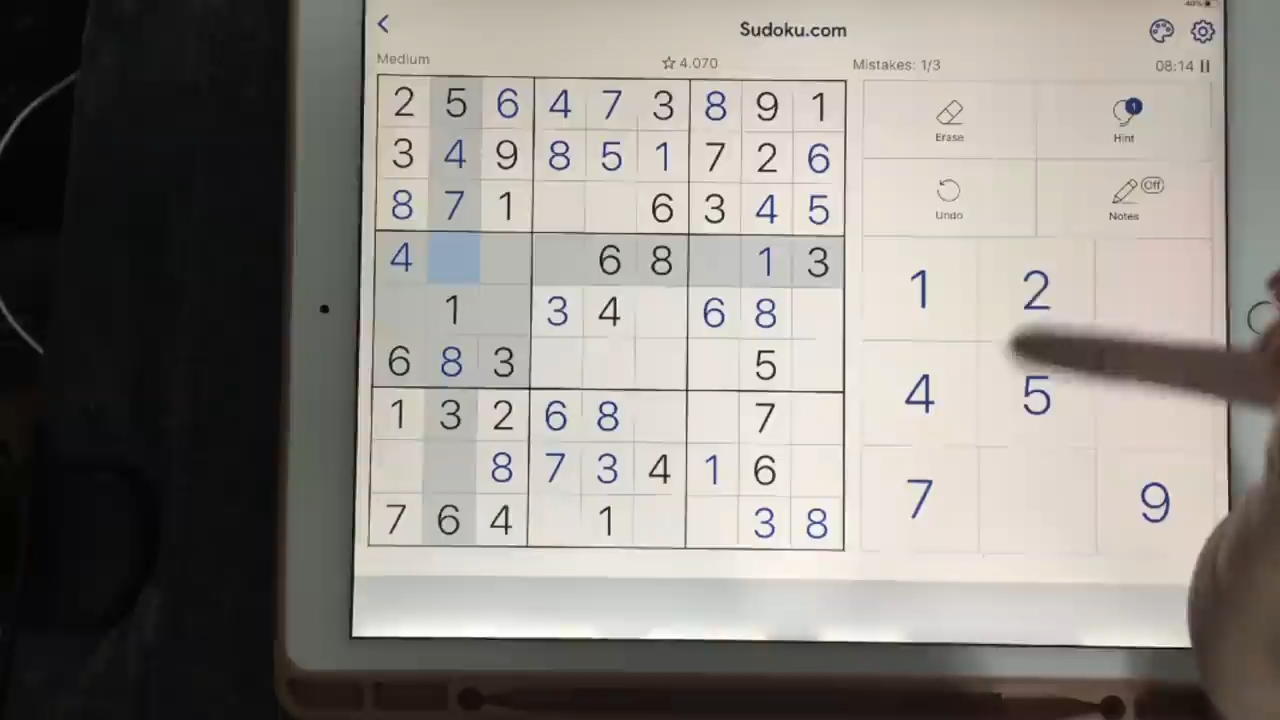 40%
Sudoku.com
Medium
4.070
Mistakes: 1/3
08:14
2 5 6 4 7 3 8 9 1
3 4 9 8 5 1 7 2 6
8 7 1 6 3 4 5
4 6 8 1 3
1 3 4 6 8
6 8 3 5
1 3 2 6 8 7
8 7 3 4 1 6
7 6 4 1 3 8
Erase
1
Hint
Undo
Off
Notes
1 2
4 5
7 9